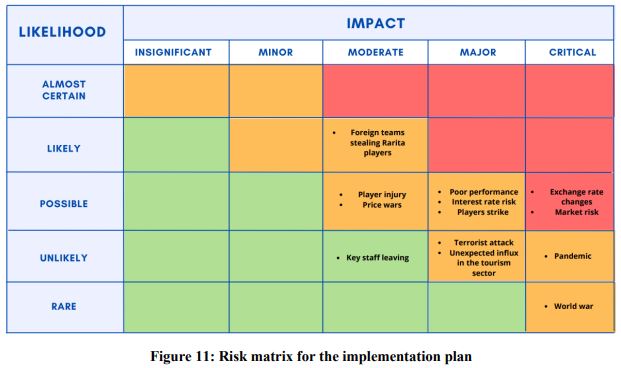 LIKELIHOOD
IMPACT
INSIGNIFICANT
MINOR
MODERATE
MAJOR
CRITICAL
ALMOST
CERTAIN
LIKELY
• Foreign teams
stealing Rarita
players
POSSIBLE
• Player injury
• Price wars
• Poor performance
• Interest rate risk
• Players strike
• Exchange rate
changes
• Market risk
UNLIKELY
• Key staff leaving
• Terrorist attack
• Unexpected influx
in the tourism
sector
• Pandemic
RARE
• World war
Figure 11: Risk matrix for the implementation plan